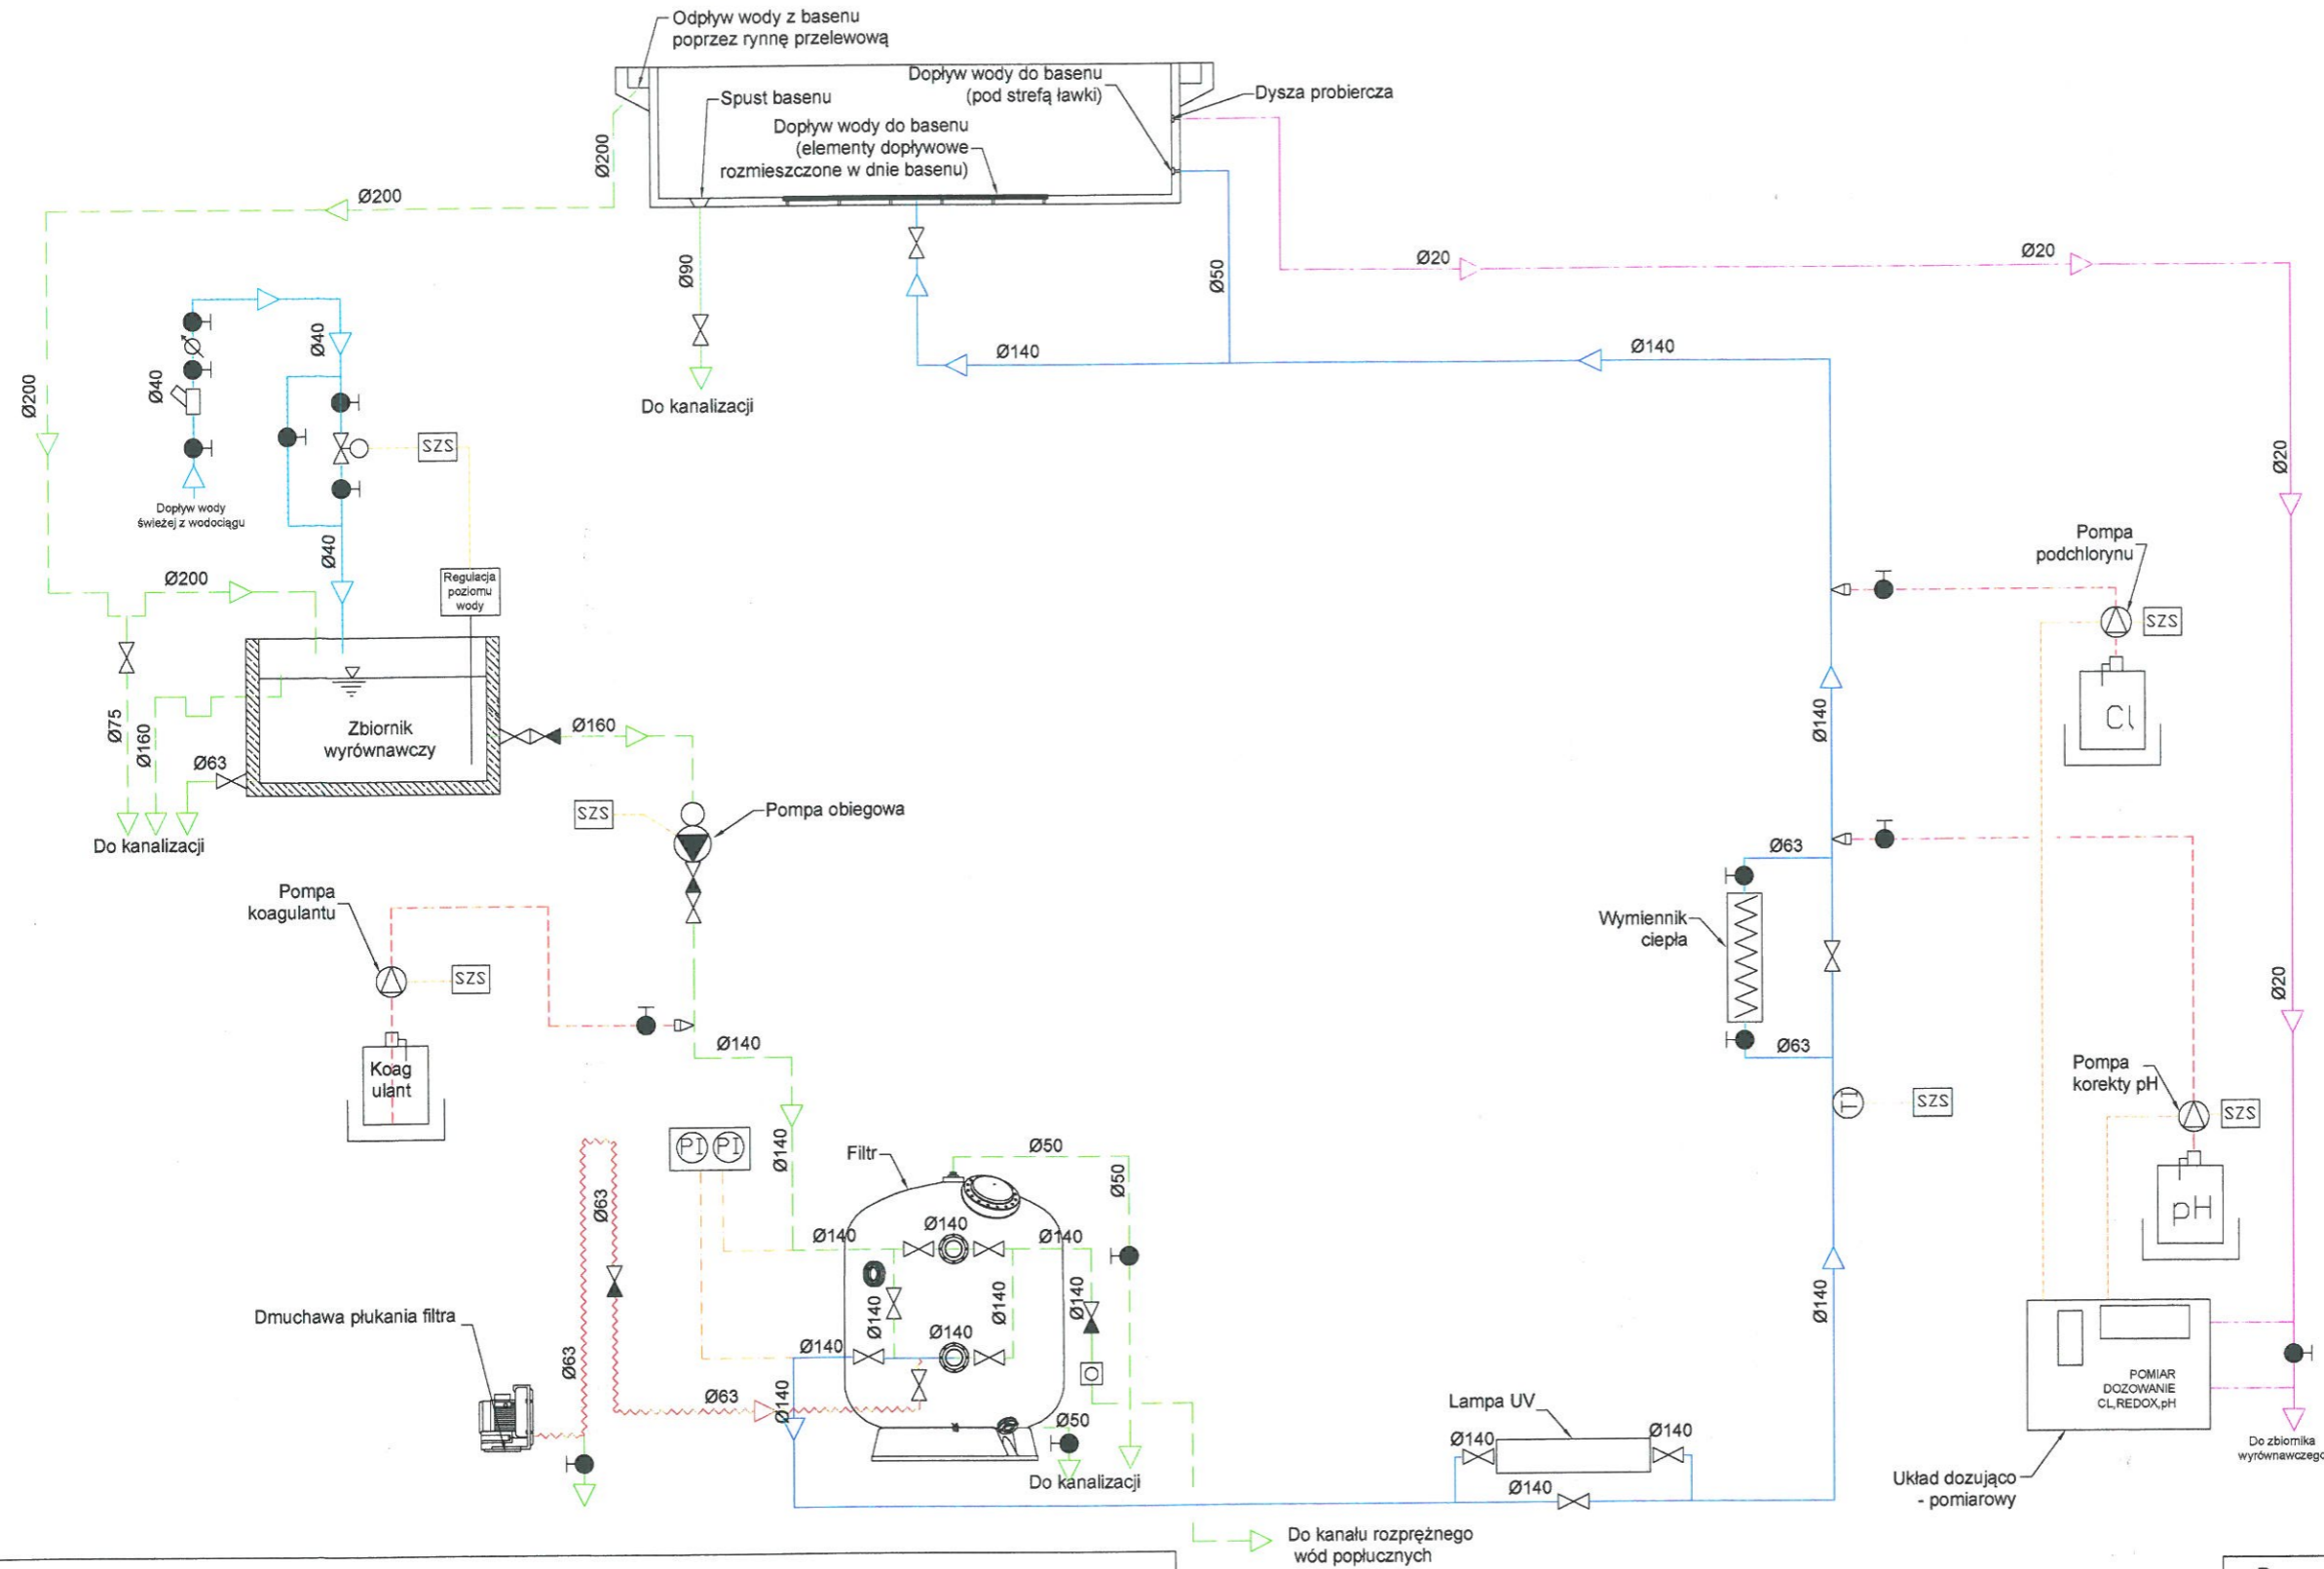 Odpływ wody z basenu
poprzez rynnę przelewową
Spust basenu
Dopływ wody do basenu
(pod strefą ławki)
Dysza probiercza
Dopływ wody do basenu
(elementy dopływowe
rozmieszczone w dnie basenu)
Ø200
Ø200
Ø90
Ø50
Ø20
Ø20
Ø140
Ø140
Do kanalizacji
Ø200
Ø40
Ø40
SZS
Dopływ wody
świeżej z wodociągu
Ø40
Ø20
Ø200
Regulacja
poziomu
wody
Pompa
podchlorynu
SZS
Cl
Ø75
Ø160
Ø63
Zbiornik
wyrównawczy
Ø160
Ø140
Do kanalizacji
SZS
Pompa obiegowa
Ø63
Pompa
koagulantu
SZS
Wymiennik
ciepła
Ø20
Ø140
Ø63
Koag
ulant
Pompa
korekty pH
SZS
TI
SZS
pH
PI
PI
Ø140
Filtr
Ø50
Ø50
Ø63
Ø140
Ø140
Ø140
Ø140
Ø140
Ø140
Ø140
Ø140
Ø140
Dmuchawa płukania filtra
Ø63
Ø63
Ø140
Ø50
POMIAR
DOZOWANIE
CL,REDOX,pH
Lampa UV
Ø140
Ø140
Ø140
Do kanalizacji
Do zbiornika
wyrównawczego
Układ dozująco
- pomiarowy
Do kanału rozprężnego
wód popłucznych